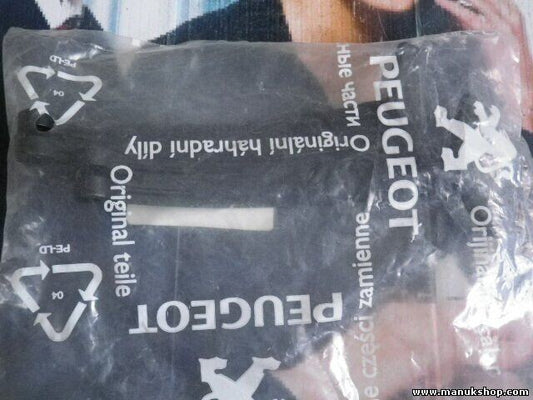 PE-LD
04
ные части
PEUGEOT
Originální náhradní díly
Original teile
PE-LD
04
PEUGEOT
e części zamienne
www.manukshop.com